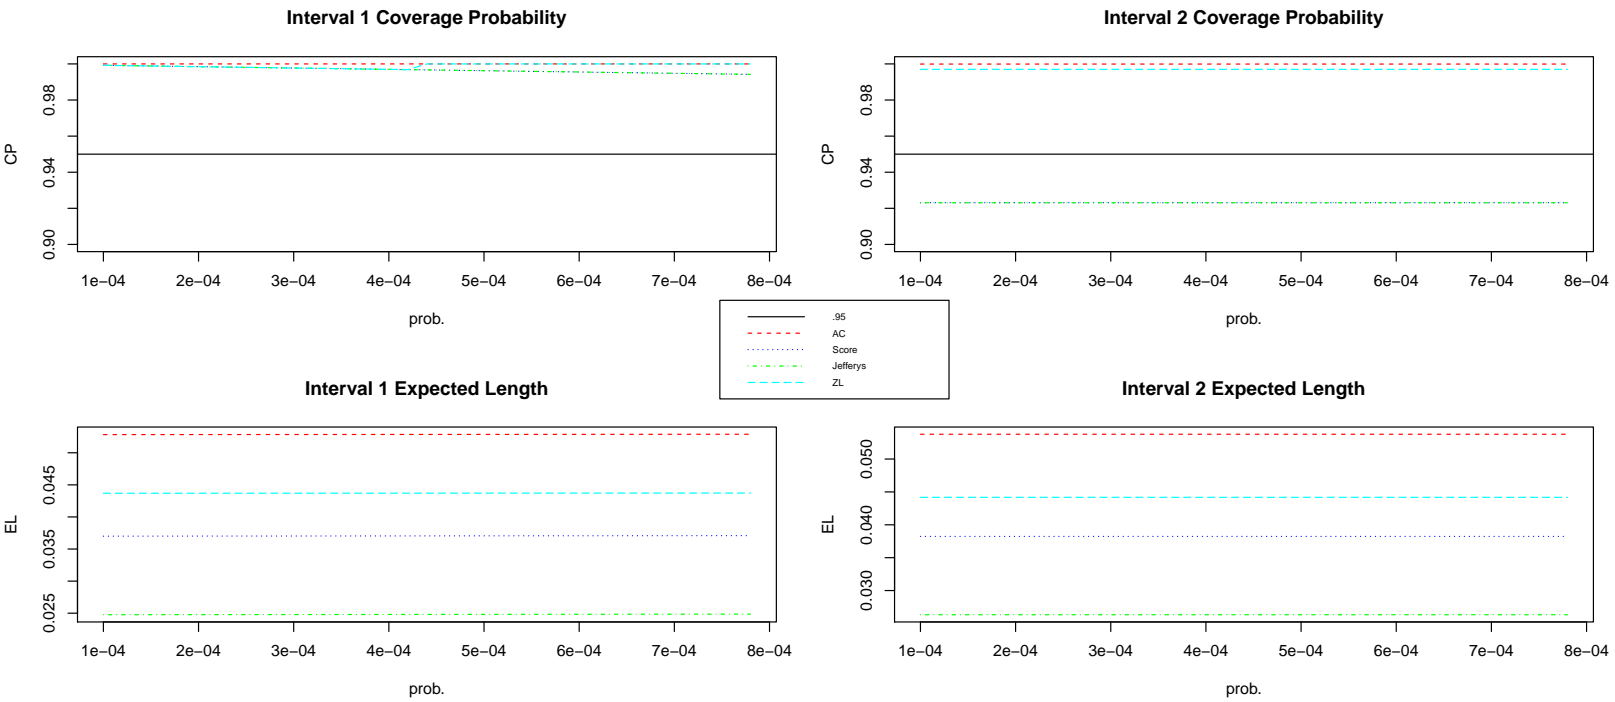 Interval 1 Coverage Probability
CP
0.90 0.94 0.98
1e−04 2e−04 3e−04 4e−04 5e−04 6e−04 7e−04 8e−04
prob.
Interval 2 Coverage Probability
CP
0.90 0.94 0.98
1e−04 2e−04 3e−04 4e−04 5e−04 6e−04 7e−04 8e−04
prob.
.95
AC
Score
Jefferys
ZL
Interval 1 Expected Length
EL
0.025 0.035 0.045
1e−04 2e−04 3e−04 4e−04 5e−04 6e−04 7e−04 8e−04
prob.
Interval 2 Expected Length
EL
0.030 0.040 0.050
1e−04 2e−04 3e−04 4e−04 5e−04 6e−04 7e−04 8e−04
prob.